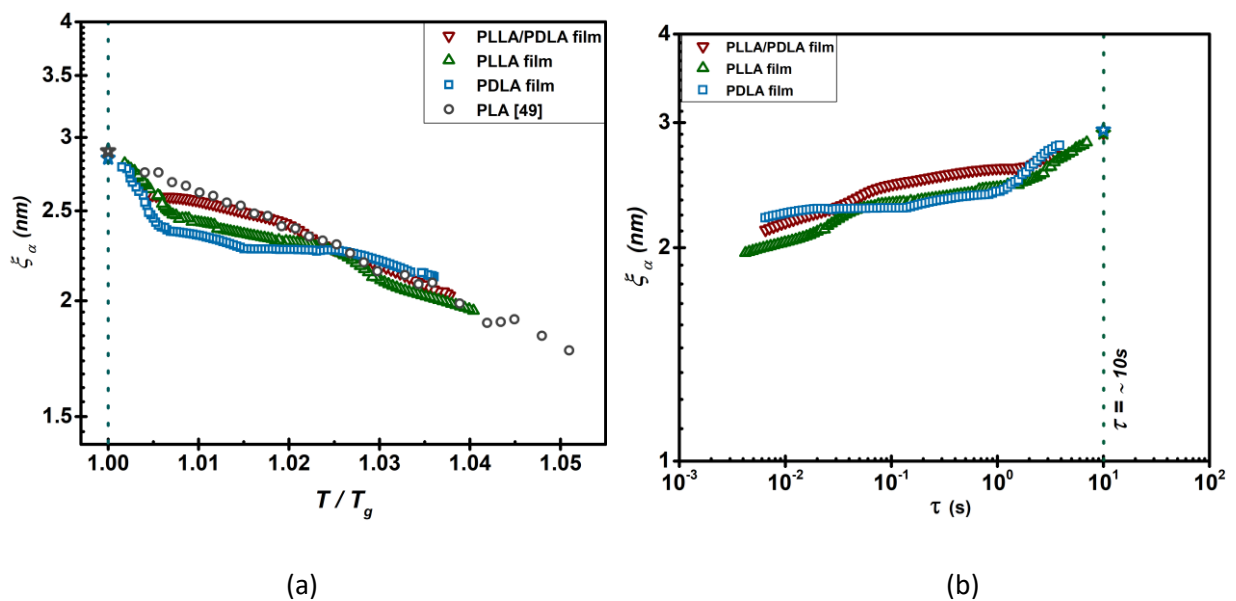 4
3.5
3
2.5
2
1.5
ξ α (nm)
1.00 1.01 1.02 1.03 1.04 1.05
T / Tg
PLLA/PDLA film
PLLA film
PDLA film
PLA [49]
(a)
4
3
2
1
ξ α (nm)
10⁻³ 10⁻² 10⁻¹ 10⁰ 10¹ 10²
τ (s)
PLLA/PDLA film
PLLA film
PDLA film
τ = ~ 10s
(b)